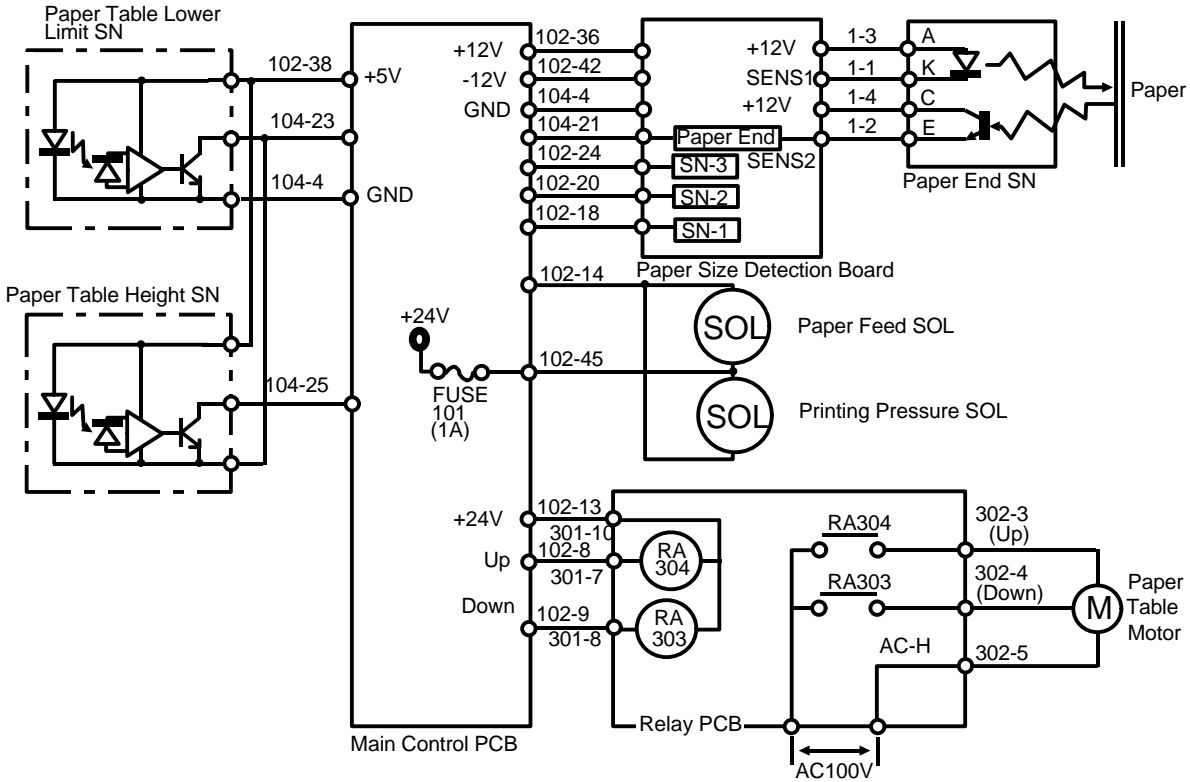 Paper Table Lower
Limit SN
102-38
+5V
104-23
104-4
GND
Paper Table Height SN
104-25
+24V
FUSE
101
(1A)
+12V
102-36
-12V
102-42
GND
104-4
104-21
102-24
102-20
102-18
+12V
1-3
A
SENS1
1-1
K
+12V
1-4
C
Paper End
1-2
E
SENS2
SN-3
SN-2
SN-1
Paper
Paper End SN
Paper Size Detection Board
102-14
SOL
Paper Feed SOL
102-45
SOL
Printing Pressure SOL
+24V
102-13
301-10
Up
102-8
301-7
RA
304
Down
102-9
301-8
RA
303
RA304
302-3
(Up)
RA303
302-4
(Down)
M
Paper
Table
Motor
AC-H
302-5
Relay PCB
Main Control PCB
AC100V